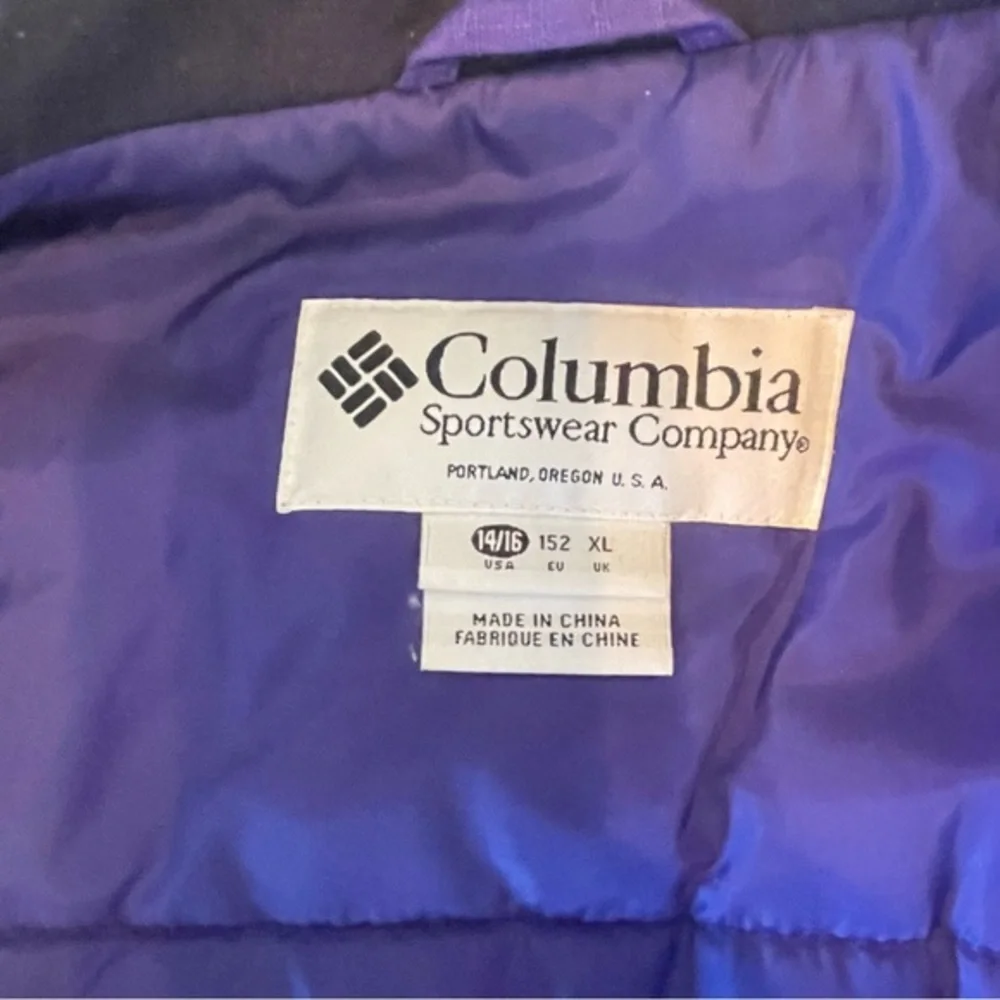 Columbia
Sportswear Company®
PORTLAND, OREGON U. S. A.
14/16 152 XL
USA EU UK
MADE IN CHINA
FABRIQUE EN CHINE